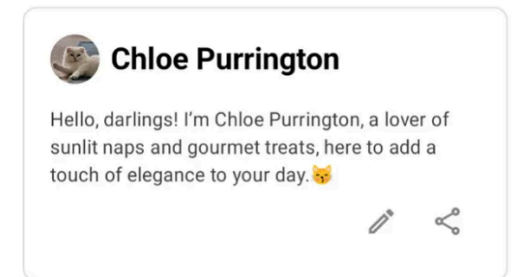 Chloe Purrington
Hello, darlings! I’m Chloe Purrington, a lover of
sunlit naps and gourmet treats, here to add a
touch of elegance to your day.😽